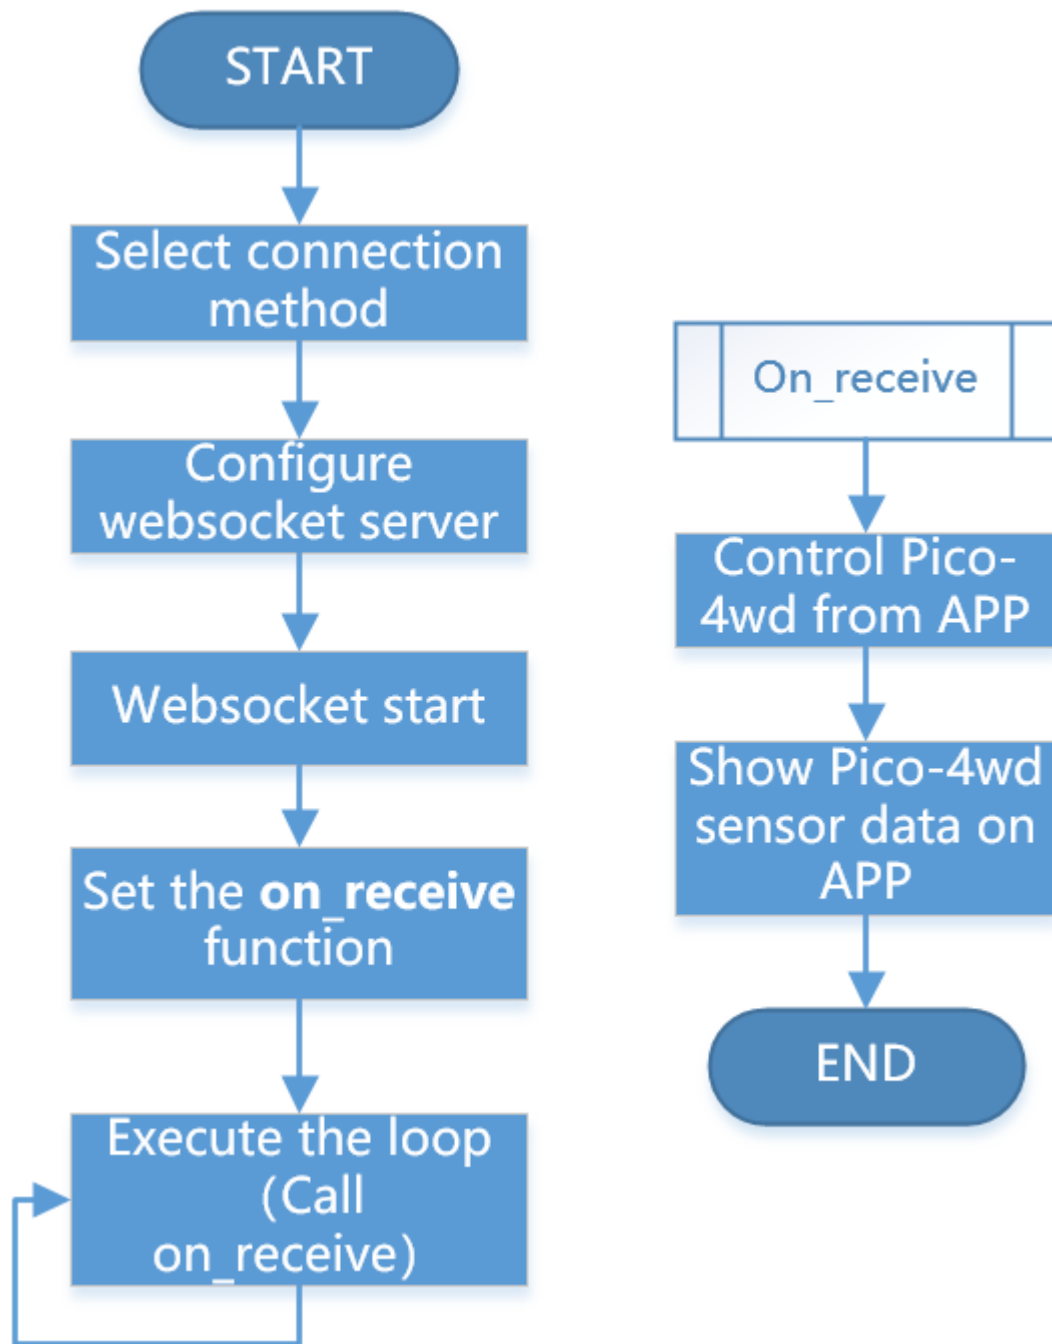 START
Select connection
method
Configure
websocket server
Websocket start
Set the on_receive
function
Execute the loop
（Call
on_receive）
On_receive
Control Pico-
4wd from APP
Show Pico-4wd
sensor data on
APP
END